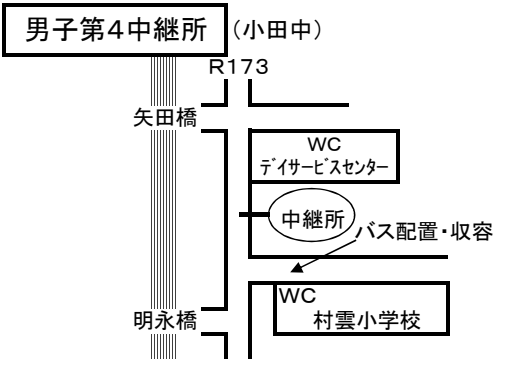 男子第4中継所 (小田中)
R173
矢田橋
WC
デイサービスセンター
中継所
バス配置・収容
WC
明永橋
村雲小学校